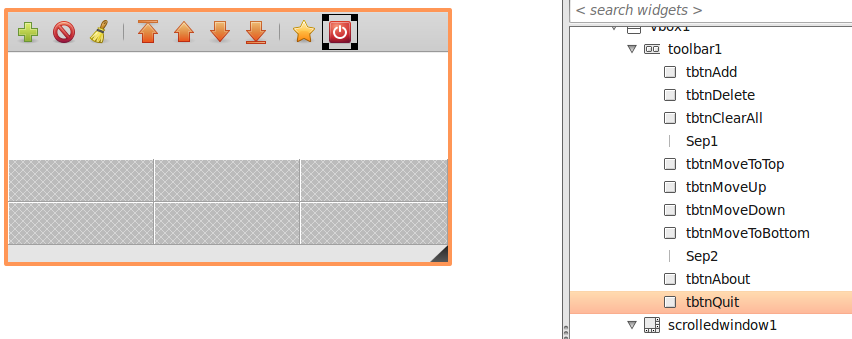 < search widgets >
vbox1
toolbar1
tbtnAdd
tbtnDelete
tbtnClearAll
Sep1
tbtnMoveToTop
tbtnMoveUp
tbtnMoveDown
tbtnMoveToBottom
Sep2
tbtnAbout
tbtnQuit
scrolledwindow1